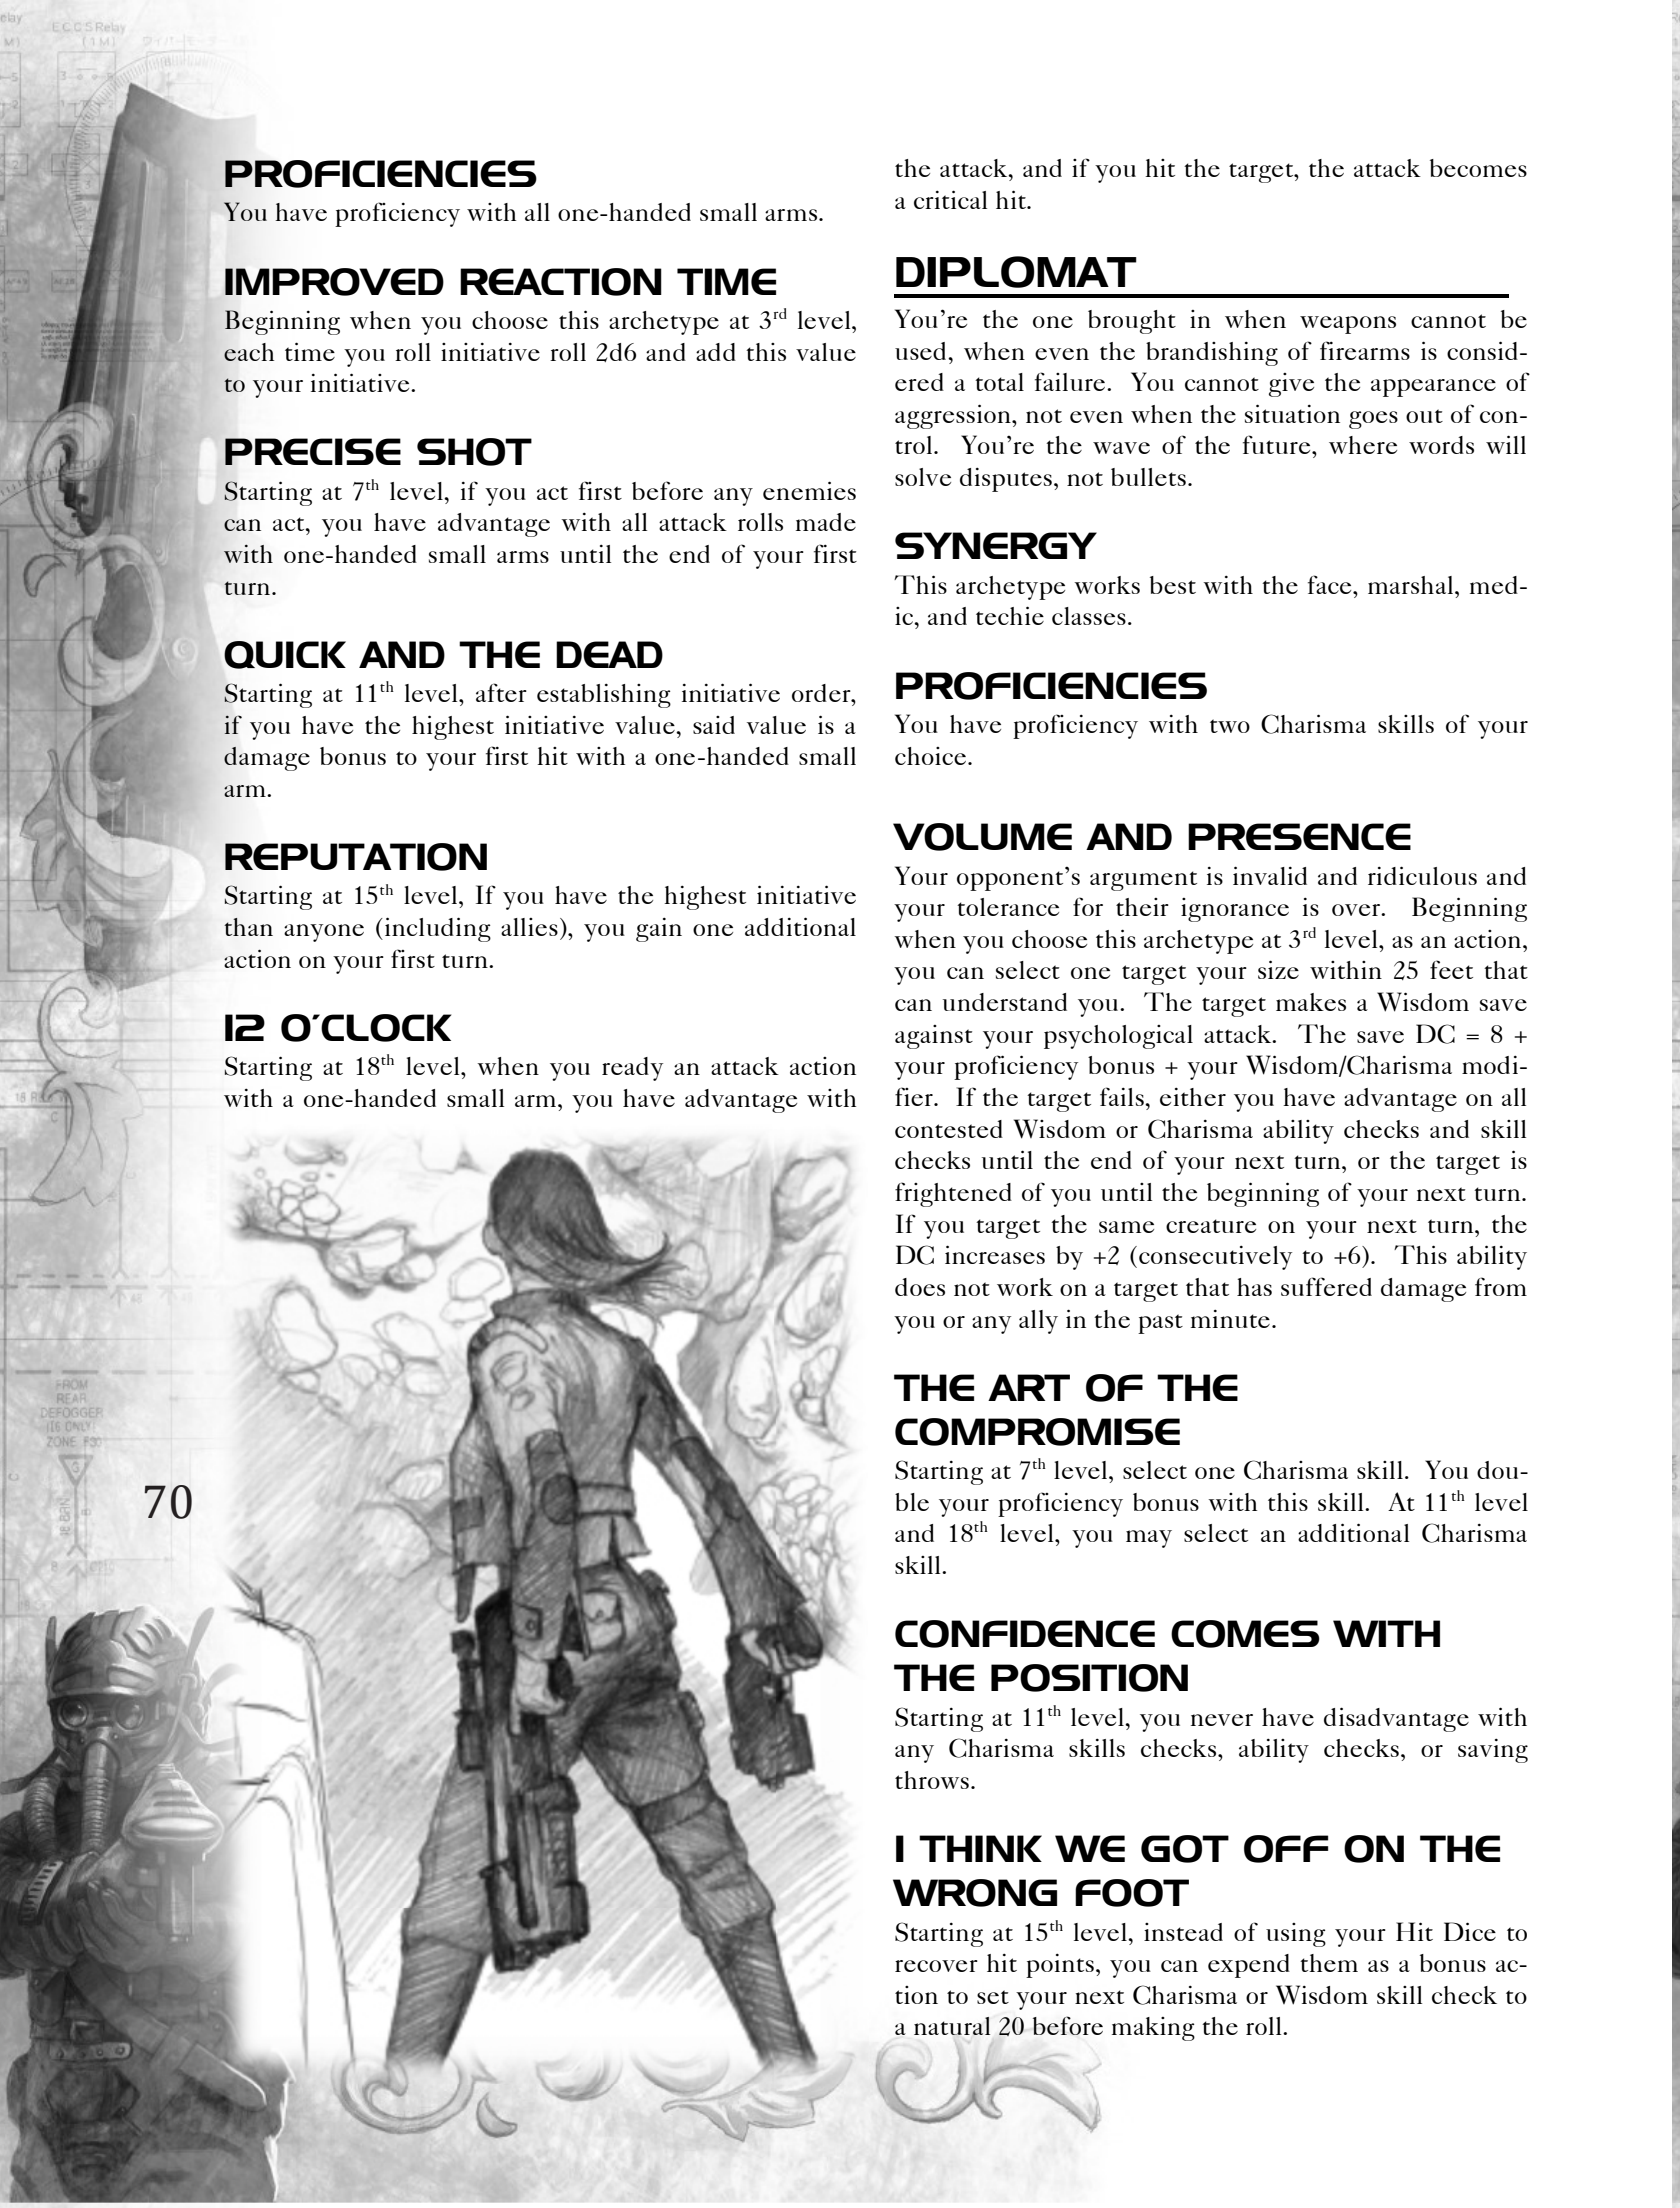 ECCS Relay
(1M)
PROFICIENCIES
You have proficiency with all one-handed small arms.
IMPROVED REACTION TIME
Beginning when you choose this archetype at 3rd level,
each time you roll initiative roll 2d6 and add this value
to your initiative.
PRECISE SHOT
Starting at 7th level, if you act first before any enemies
can act, you have advantage with all attack rolls made
with one-handed small arms until the end of your first
turn.
QUICK AND THE DEAD
Starting at 11th level, after establishing initiative order,
if you have the highest initiative value, said value is a
damage bonus to your first hit with a one-handed small
arm.
REPUTATION
Starting at 15th level, If you have the highest initiative
than anyone (including allies), you gain one additional
action on your first turn.
12 O'CLOCK
Starting at 18th level, when you ready an attack action
with a one-handed small arm, you have advantage with
the attack, and if you hit the target, the attack becomes
a critical hit.
DIPLOMAT
You're the one brought in when weapons cannot be
used, when even the brandishing of firearms is consid-
ered a total failure. You cannot give the appearance of
aggression, not even when the situation goes out of con-
trol. You're the wave of the future, where words will
solve disputes, not bullets.
SYNERGY
This archetype works best with the face, marshal, med-
ic, and techie classes.
PROFICIENCIES
You have proficiency with two Charisma skills of your
choice.
VOLUME AND PRESENCE
Your opponent's argument is invalid and ridiculous and
your tolerance for their ignorance is over. Beginning
when you choose this archetype at 3rd level, as an action,
you can select one target your size within 25 feet that
can understand you. The target makes a Wisdom save
against your psychological attack. The save DC = 8 +
your proficiency bonus + your Wisdom/Charisma modi-
fier. If the target fails, either you have advantage on all
contested Wisdom or Charisma ability checks and skill
checks until the end of your next turn, or the target is
frightened of you until the beginning of your next turn.
If you target the same creature on your next turn, the
DC increases by +2 (consecutively to +6). This ability
does not work on a target that has suffered damage from
you or any ally in the past minute.
THE ART OF THE
COMPROMISE
Starting at 7th level, select one Charisma skill. You dou-
ble your proficiency bonus with this skill. At 11th level
and 18th level, you may select an additional Charisma
skill.
CONFIDENCE COMES WITH
THE POSITION
Starting at 11th level, you never have disadvantage with
any Charisma skills checks, ability checks, or saving
throws.
I THINK WE GOT OFF ON THE
WRONG FOOT
Starting at 15th level, instead of using your Hit Dice to
recover hit points, you can expend them as a bonus ac-
tion to set your next Charisma or Wisdom skill check to
a natural 20 before making the roll.
FROM
REAR
DEFOGGER
(16 ONLY)
ZONE F30
70